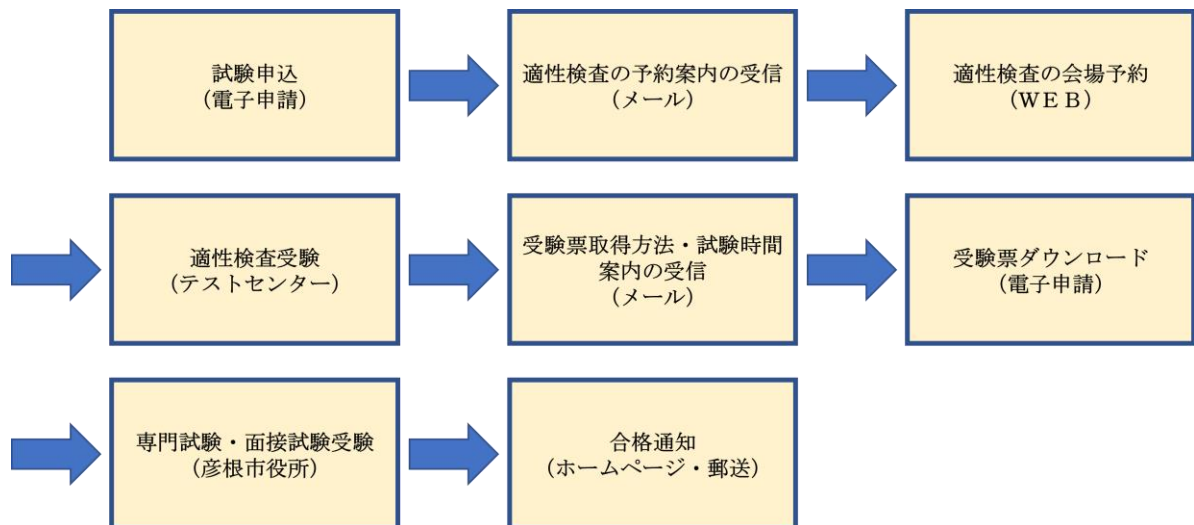 試験申込
（電子申請）
適性検査の予約案内の受信
（メール）
適性検査の会場予約
（ＷＥＢ）
適性検査受験
（テストセンター）
受験票取得方法・試験時間
案内の受信
（メール）
受験票ダウンロード
（電子申請）
専門試験・面接試験受験
（彦根市役所）
合格通知
（ホームページ・郵送）